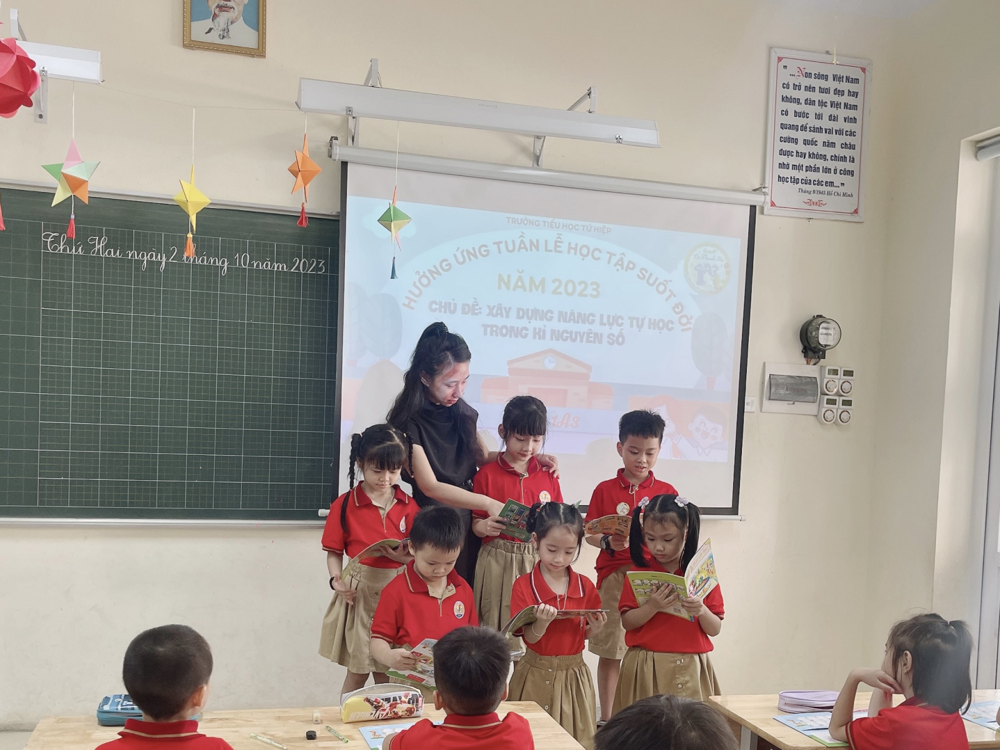 "...Non sông Việt Nam
có trở nên tươi đẹp hay
không, dân tộc Việt Nam
có bước tới đài vinh
quang để sánh vai với các
cường quốc năm châu
được hay không, chính là
nhờ một phần lớn ở công
học tập của các em..."
Tháng 9/1945 Hồ Chí Minh
Thứ Hai ngày 2 tháng 10 năm 2023
TRƯỜNG TIỂU HỌC TỨ HIỆP
HƯỞNG ỨNG TUẦN LỄ HỌC TẬP SUỐT ĐỜI
NĂM 2023
CHỦ ĐỀ: XÂY DỰNG NĂNG LỰC TỰ HỌC
TRONG KỈ NGUYÊN SỐ
1A3